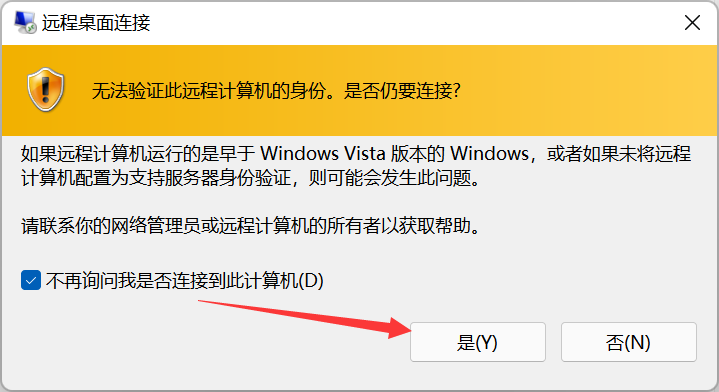 远程桌面连接
无法验证此远程计算机的身份。是否仍要连接?
如果远程计算机运行的是早于 Windows Vista 版本的 Windows，或者如果未将远程
计算机配置为支持服务器身份验证，则可能会发生此问题。
请联系你的网络管理员或远程计算机的所有者以获取帮助。
不再询问我是否连接到此计算机(D)
是(Y)
否(N)